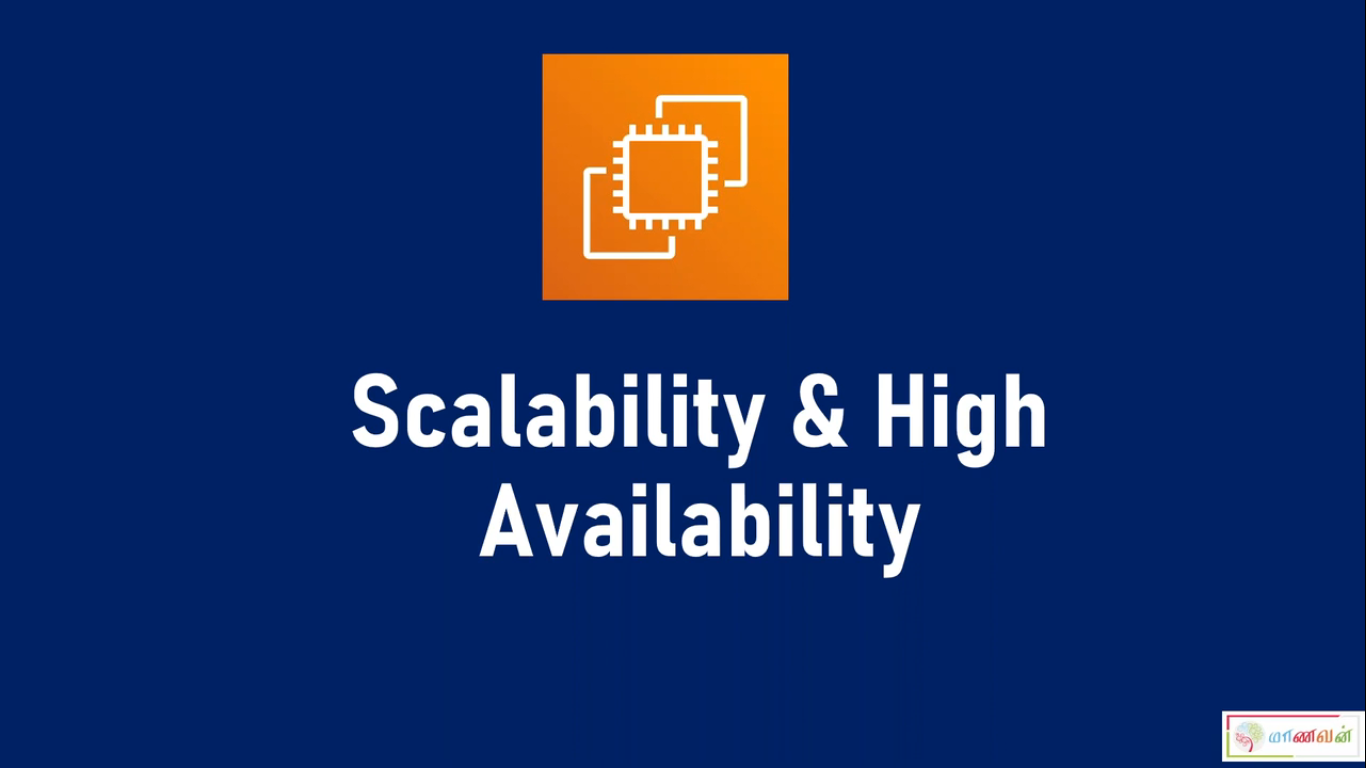 Scalability & High
Availability
மாணவன்